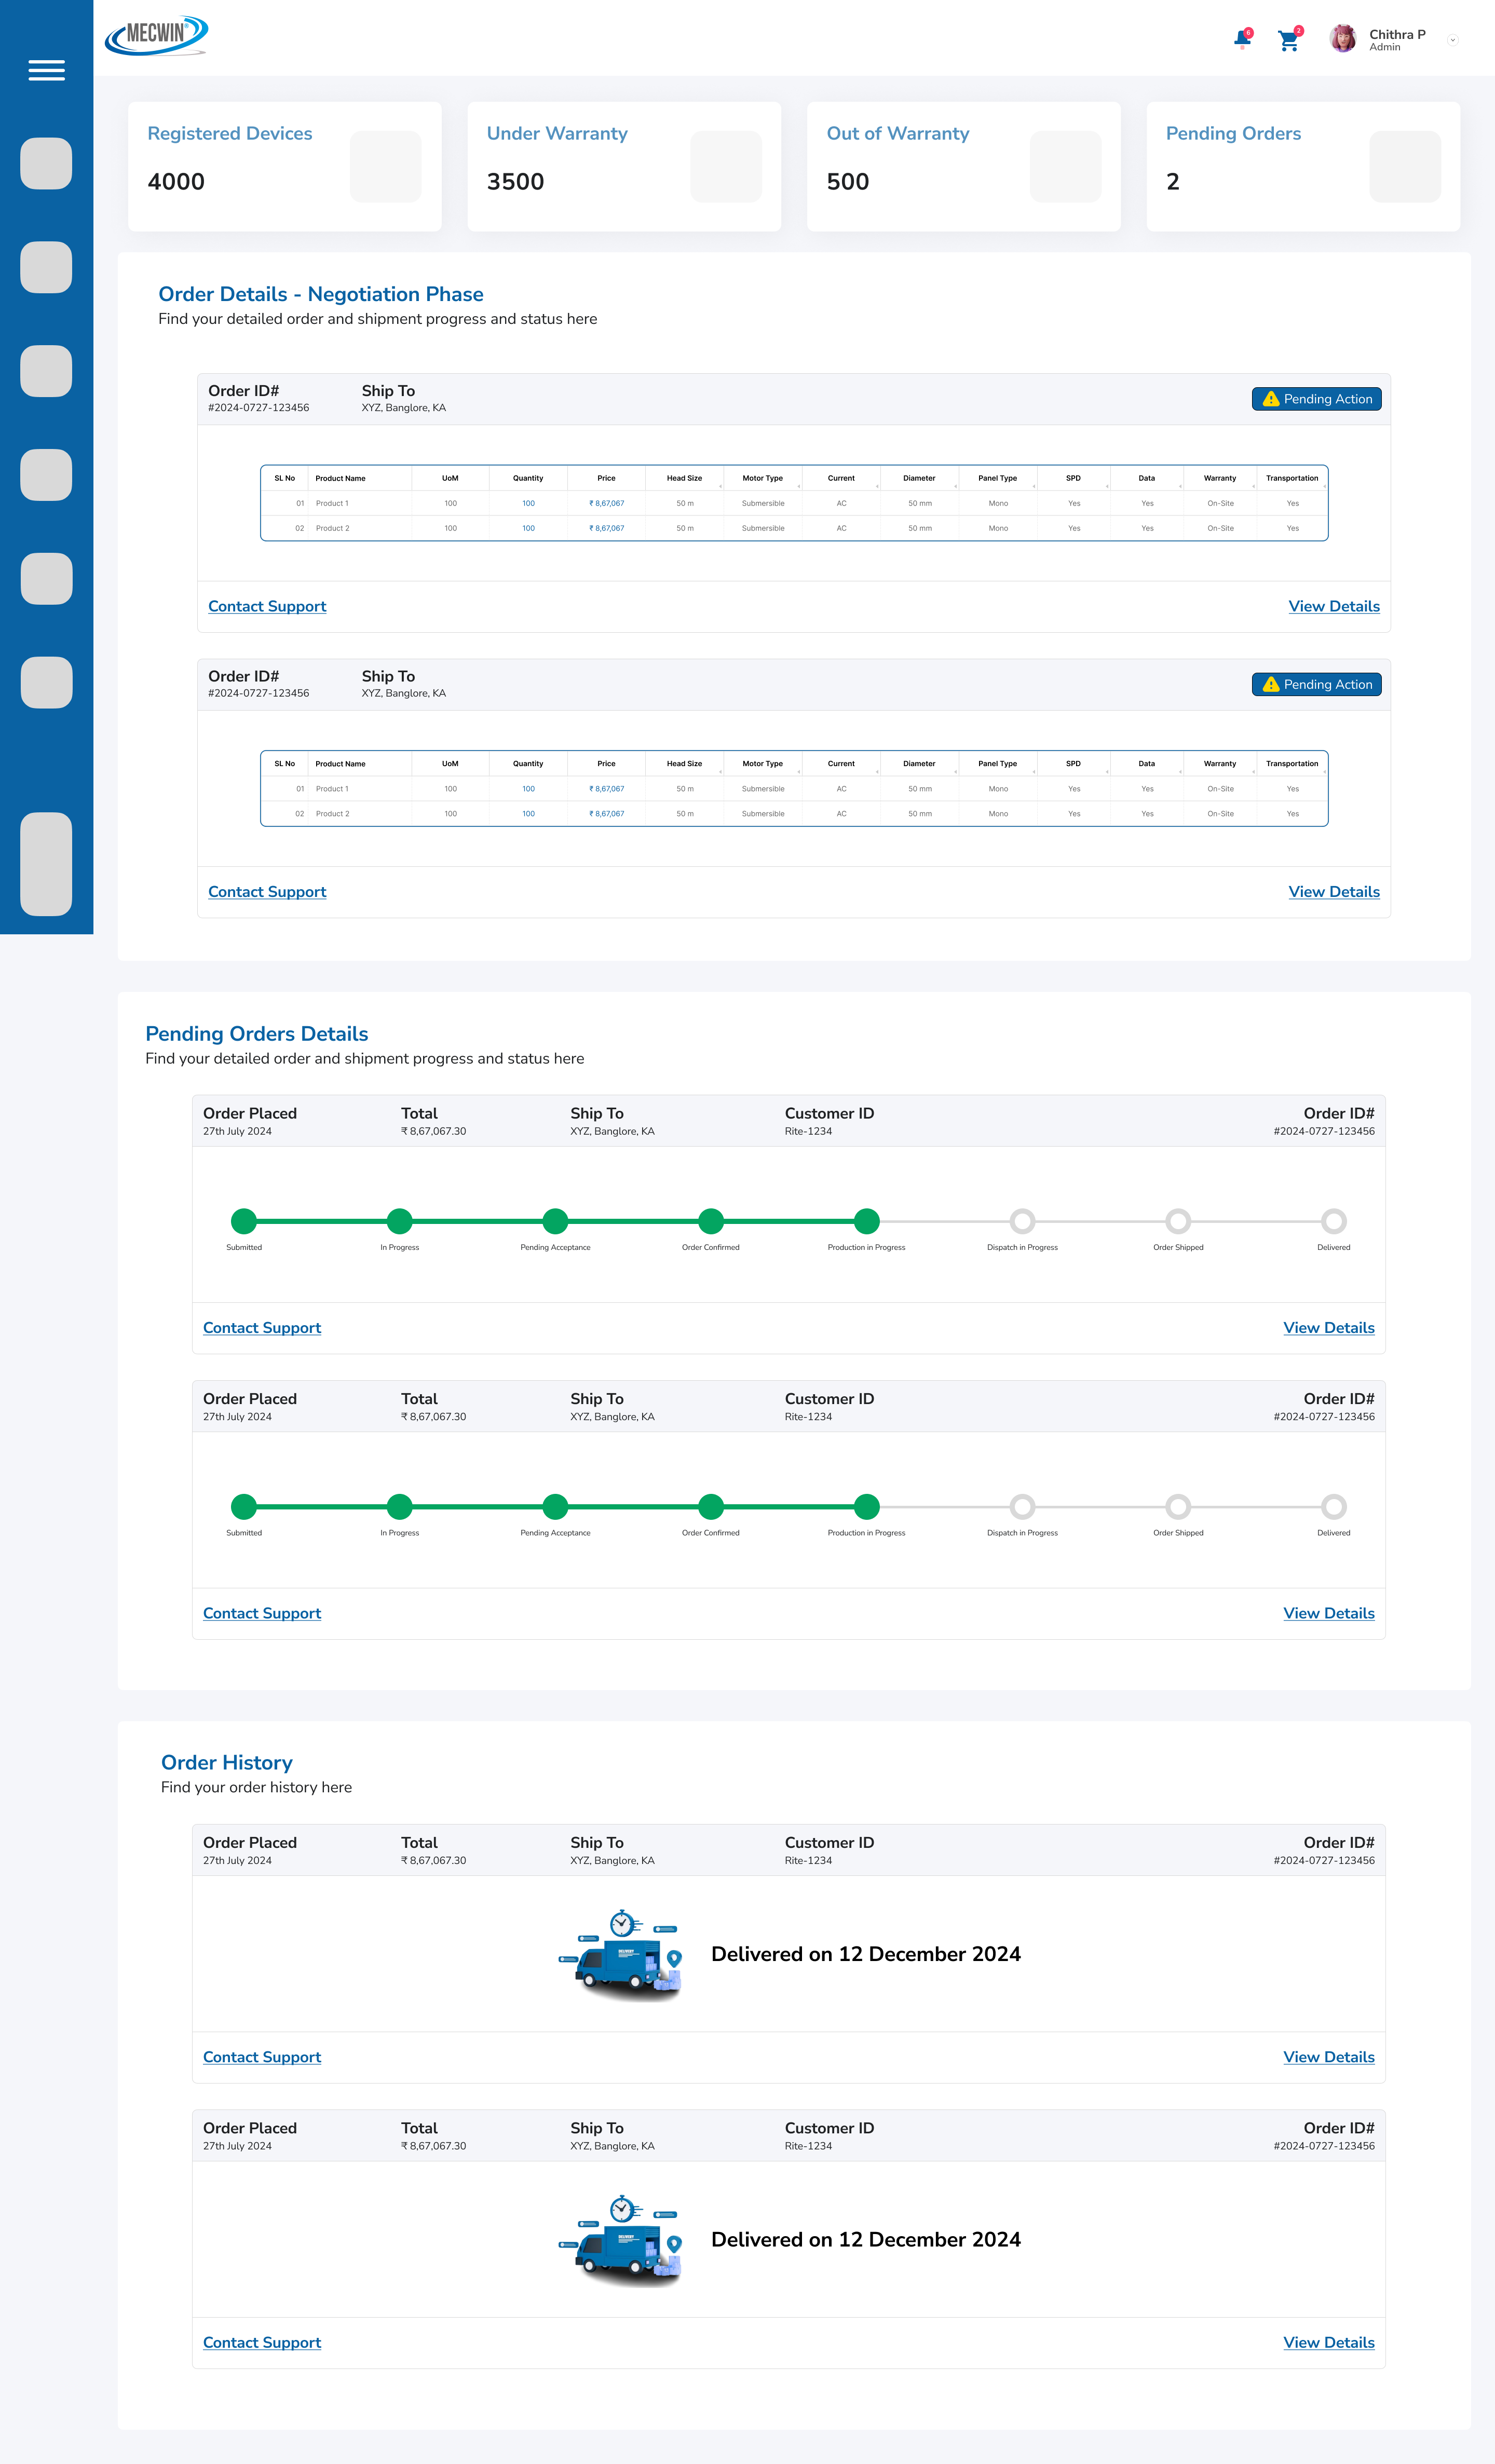 MECWIN®
6
2
Chithra P
Admin
Registered Devices
4000
Under Warranty
3500
Out of Warranty
500
Pending Orders
2
Order Details - Negotiation Phase
Find your detailed order and shipment progress and status here
Order ID# Ship To
#2024-0727-123456 XYZ, Banglore, KA
Pending Action
SL No Product Name UoM Quantity Price Head Size Motor Type Current Diameter Panel Type SPD Data Warranty Transportation
01 Product 1 100 100 ₹ 8,67,067 50 m Submersible AC 50 mm Mono Yes Yes On-Site Yes
02 Product 2 100 100 ₹ 8,67,067 50 m Submersible AC 50 mm Mono Yes Yes On-Site Yes
Contact Support View Details
Order ID# Ship To
#2024-0727-123456 XYZ, Banglore, KA
Pending Action
SL No Product Name UoM Quantity Price Head Size Motor Type Current Diameter Panel Type SPD Data Warranty Transportation
01 Product 1 100 100 ₹ 8,67,067 50 m Submersible AC 50 mm Mono Yes Yes On-Site Yes
02 Product 2 100 100 ₹ 8,67,067 50 m Submersible AC 50 mm Mono Yes Yes On-Site Yes
Contact Support View Details
Pending Orders Details
Find your detailed order and shipment progress and status here
Order Placed Total Ship To Customer ID Order ID#
27th July 2024 ₹ 8,67,067.30 XYZ, Banglore, KA Rite-1234 #2024-0727-123456
Submitted In Progress Pending Acceptance Order Confirmed Production in Progress Dispatch in Progress Order Shipped Delivered
Contact Support View Details
Order Placed Total Ship To Customer ID Order ID#
27th July 2024 ₹ 8,67,067.30 XYZ, Banglore, KA Rite-1234 #2024-0727-123456
Submitted In Progress Pending Acceptance Order Confirmed Production in Progress Dispatch in Progress Order Shipped Delivered
Contact Support View Details
Order History
Find your order history here
Order Placed Total Ship To Customer ID Order ID#
27th July 2024 ₹ 8,67,067.30 XYZ, Banglore, KA Rite-1234 #2024-0727-123456
DELIVERY
Delivered on 12 December 2024
Contact Support View Details
Order Placed Total Ship To Customer ID Order ID#
27th July 2024 ₹ 8,67,067.30 XYZ, Banglore, KA Rite-1234 #2024-0727-123456
DELIVERY
Delivered on 12 December 2024
Contact Support View Details